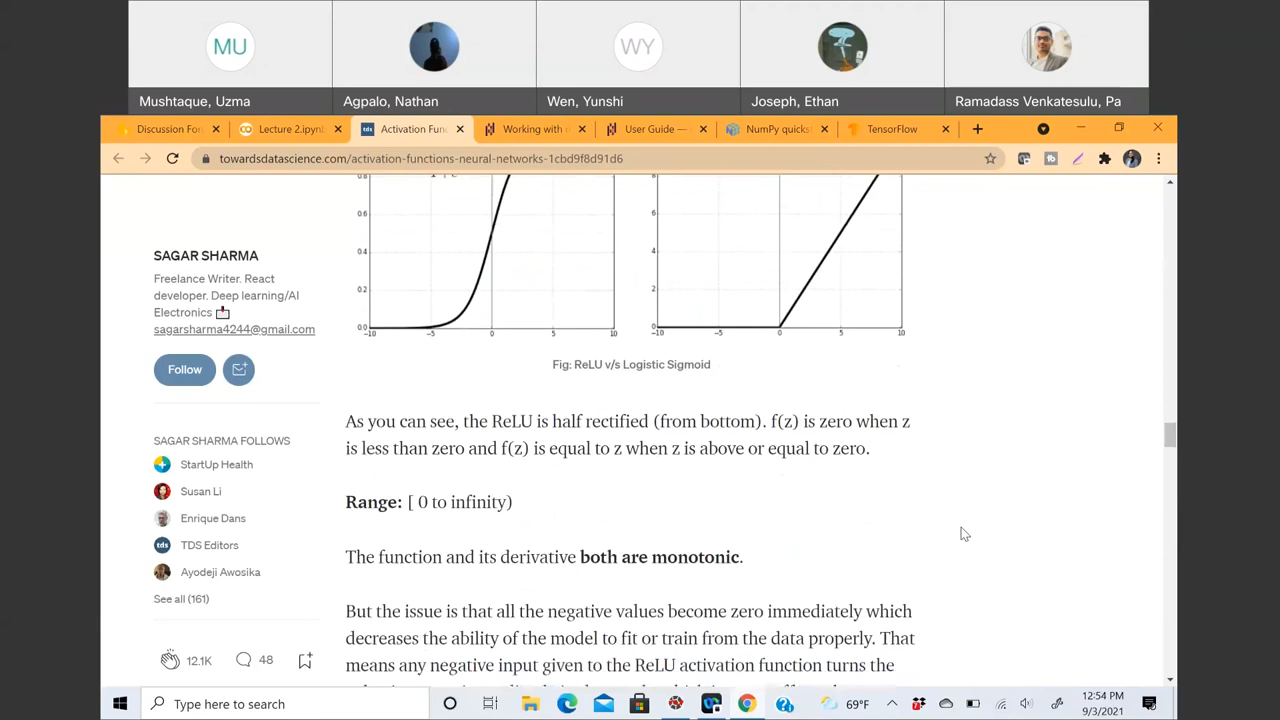 MU
WY
Mushtaque, Uzma
Agpalo, Nathan
Wen, Yunshi
Joseph, Ethan
Ramadass Venkatesulu, Pa
Discussion For
Lecture 2.ipynb
Activation Func
Working with m
User Guide —
NumPy quicks
TensorFlow
towardsdatascience.com/activation-functions-neural-networks-1cbd9f8d91d6
0.8
0.6
0.4
0.2
0.0
-10 -5 0 5 10
8
6
4
2
0
-10 -5 0 5 10
SAGAR SHARMA
Freelance Writer. React
developer. Deep learning/AI
Electronics
sagarsharma4244@gmail.com
Follow
SAGAR SHARMA FOLLOWS
StartUp Health
Susan Li
Enrique Dans
tds
TDS Editors
Ayodeji Awosika
See all (161)
12.1K
48
Fig: ReLU v/s Logistic Sigmoid
As you can see, the ReLU is half rectified (from bottom). f(z) is zero when z
is less than zero and f(z) is equal to z when z is above or equal to zero.
Range: [ 0 to infinity)
The function and its derivative both are monotonic.
But the issue is that all the negative values become zero immediately which
decreases the ability of the model to fit or train from the data properly. That
means any negative input given to the ReLU activation function turns the
Type here to search
69°F
12:54 PM
9/3/2021